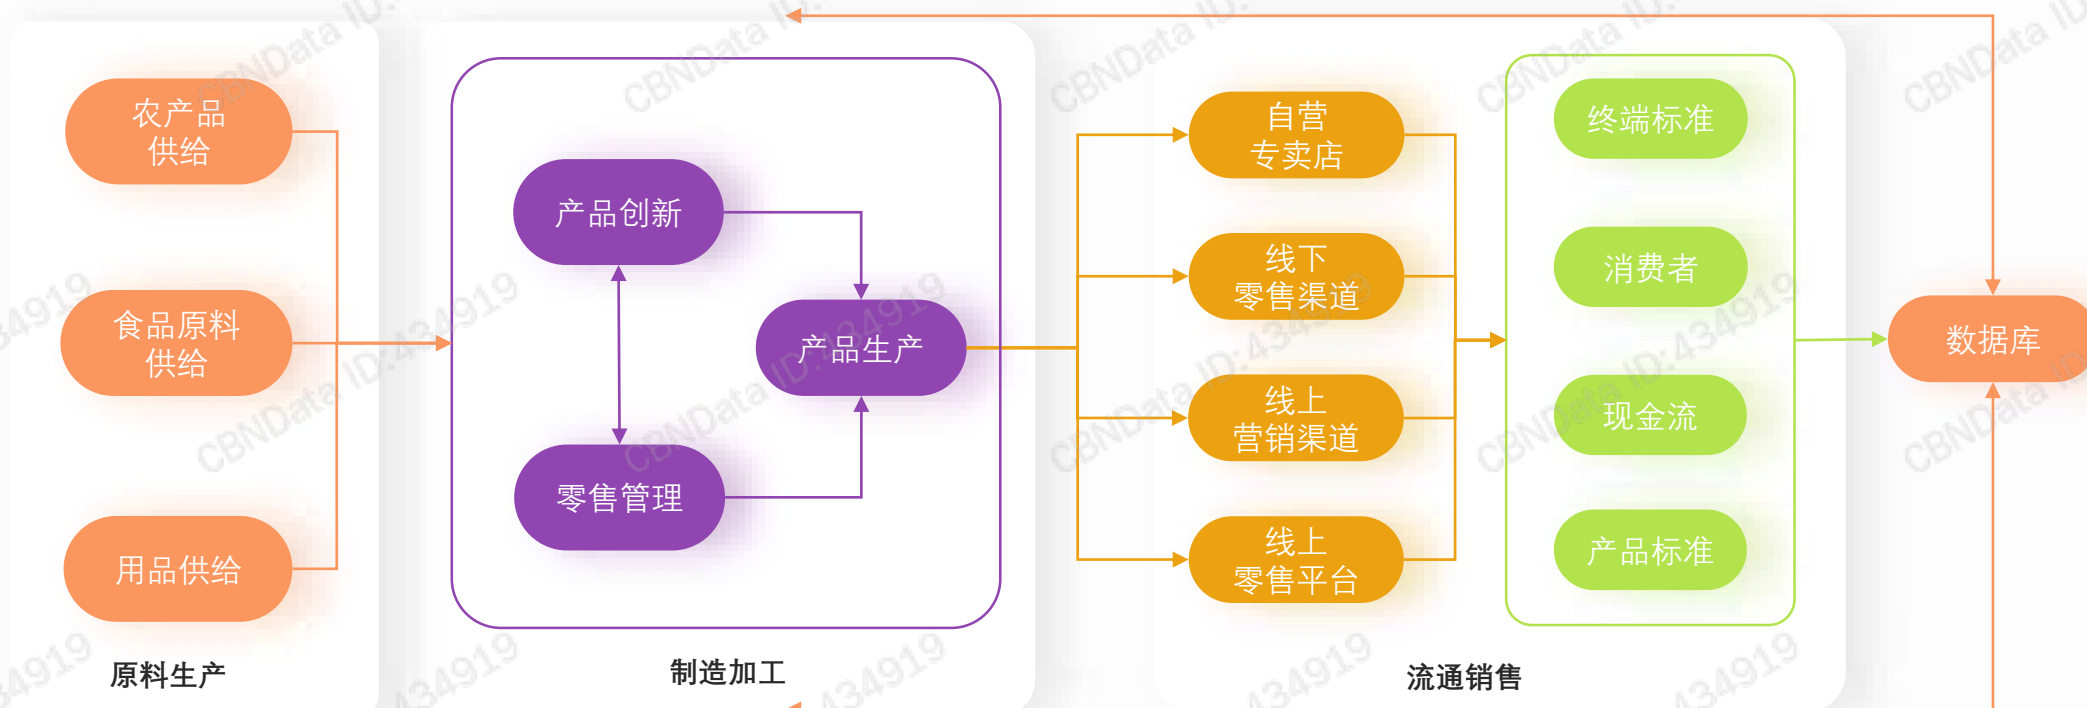 农产品
供给
食品原料
供给
用品供给
原料生产
产品创新
产品生产
零售管理
制造加工
自营
专卖店
线下
零售渠道
线上
营销渠道
线上
零售平台
终端标准
消费者
现金流
产品标准
流通销售
数据库
CBNData ID:434919